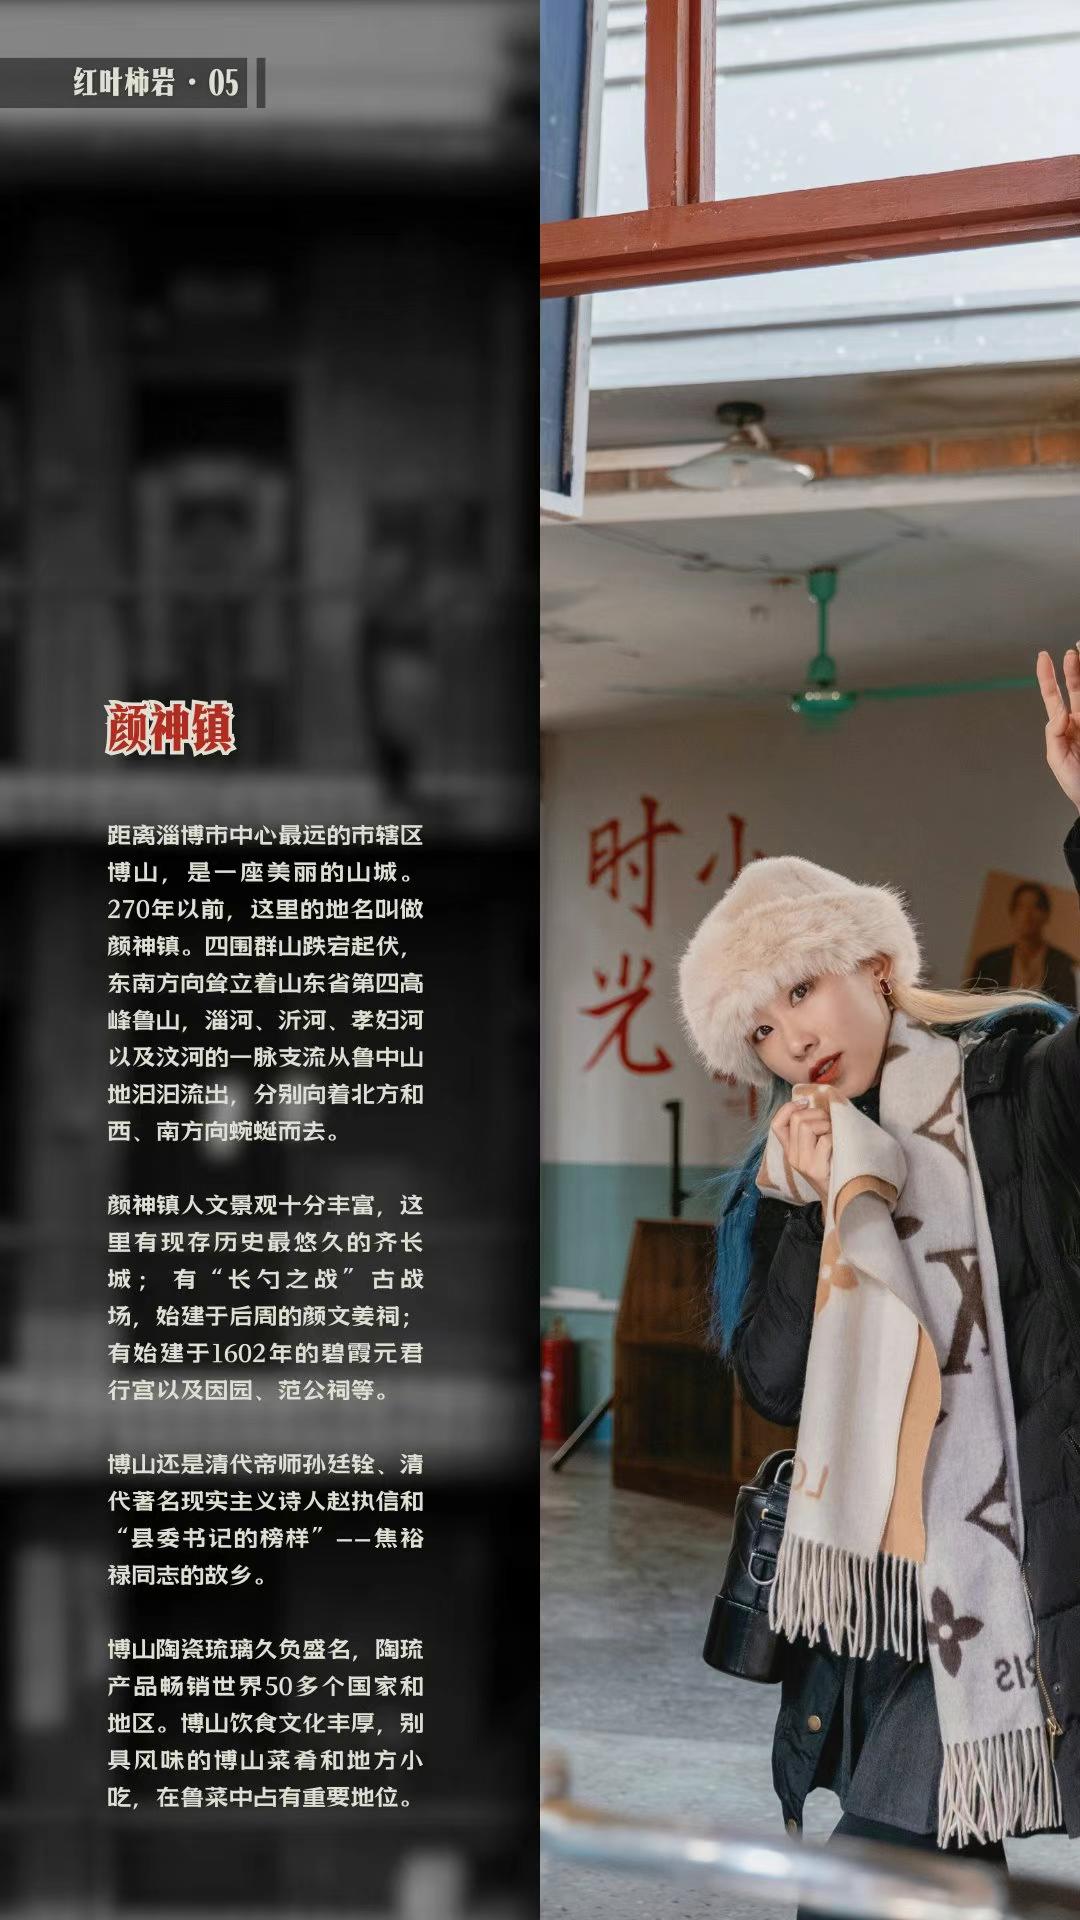 红叶柿岩·05
颜神镇
距离淄博市中心最远的市辖区
博山，是一座美丽的山城。
270年以前，这里的地名叫做
颜神镇。四围群山跌宕起伏，
东南方向耸立着山东省第四高
峰鲁山，淄河、沂河、孝妇河
以及汶河的一脉支流从鲁中山
地汩汩流出，分别向着北方和
西、南方向蜿蜒而去。
颜神镇人文景观十分丰富，这
里有现存历史最悠久的齐长
城；有“长勺之战”古战
场，始建于后周的颜文姜祠；
有始建于1602年的碧霞元君
行宫以及因园、范公祠等。
博山还是清代帝师孙廷铨、清
代著名现实主义诗人赵执信和
“县委书记的榜样”——焦裕
禄同志的故乡。
博山陶瓷琉璃久负盛名，陶琉
产品畅销世界50多个国家和
地区。博山饮食文化丰厚，别
具风味的博山菜肴和地方小
吃，在鲁菜中占有重要地位。
时小
光